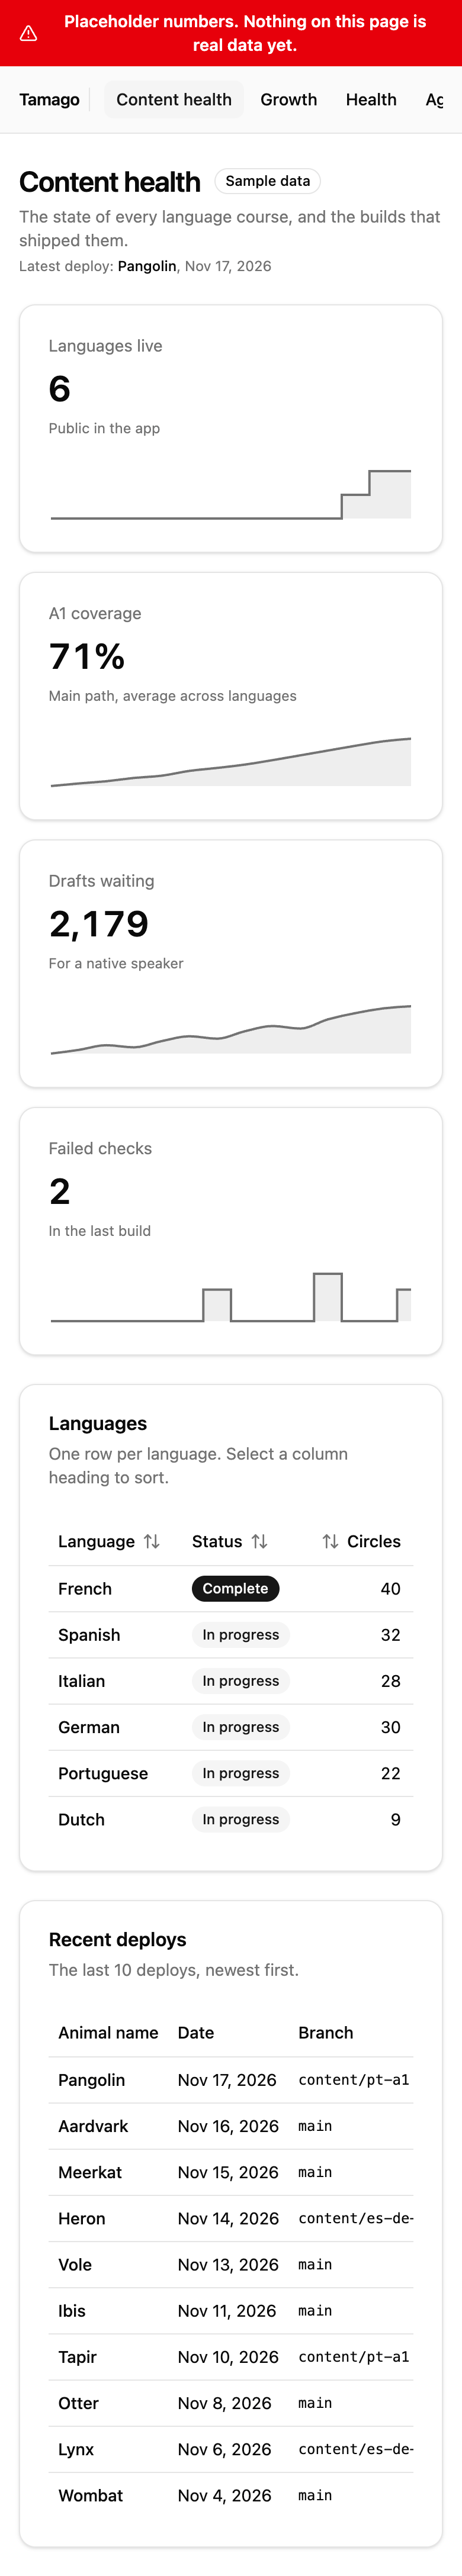 Placeholder numbers. Nothing on this page is
real data yet.
Tamago
Content health
Growth
Health
Ag
Content health
Sample data
The state of every language course, and the builds that
shipped them.
Latest deploy: Pangolin, Nov 17, 2026
Languages live
6
Public in the app
A1 coverage
71%
Main path, average across languages
Drafts waiting
2,179
For a native speaker
Failed checks
2
In the last build
Languages
One row per language. Select a column
heading to sort.
Language Status Circles
French Complete 40
Spanish In progress 32
Italian In progress 28
German In progress 30
Portuguese In progress 22
Dutch In progress 9
Recent deploys
The last 10 deploys, newest first.
Animal name Date Branch
Pangolin Nov 17, 2026 content/pt-a1
Aardvark Nov 16, 2026 main
Meerkat Nov 15, 2026 main
Heron Nov 14, 2026 content/es-de-
Vole Nov 13, 2026 main
Ibis Nov 11, 2026 main
Tapir Nov 10, 2026 content/pt-a1
Otter Nov 8, 2026 main
Lynx Nov 6, 2026 content/es-de-
Wombat Nov 4, 2026 main